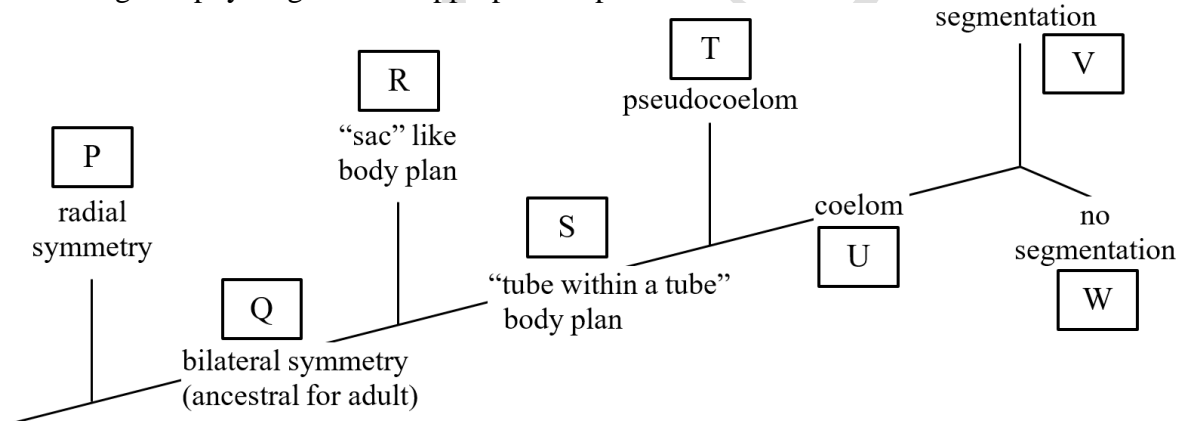 segmentation
V
T
pseudocoelom
R
“sac” like
body plan
P
radial
symmetry
S
coelom
U
no
segmentation
W
“tube within a tube”
body plan
Q
bilateral symmetry
(ancestral for adult)